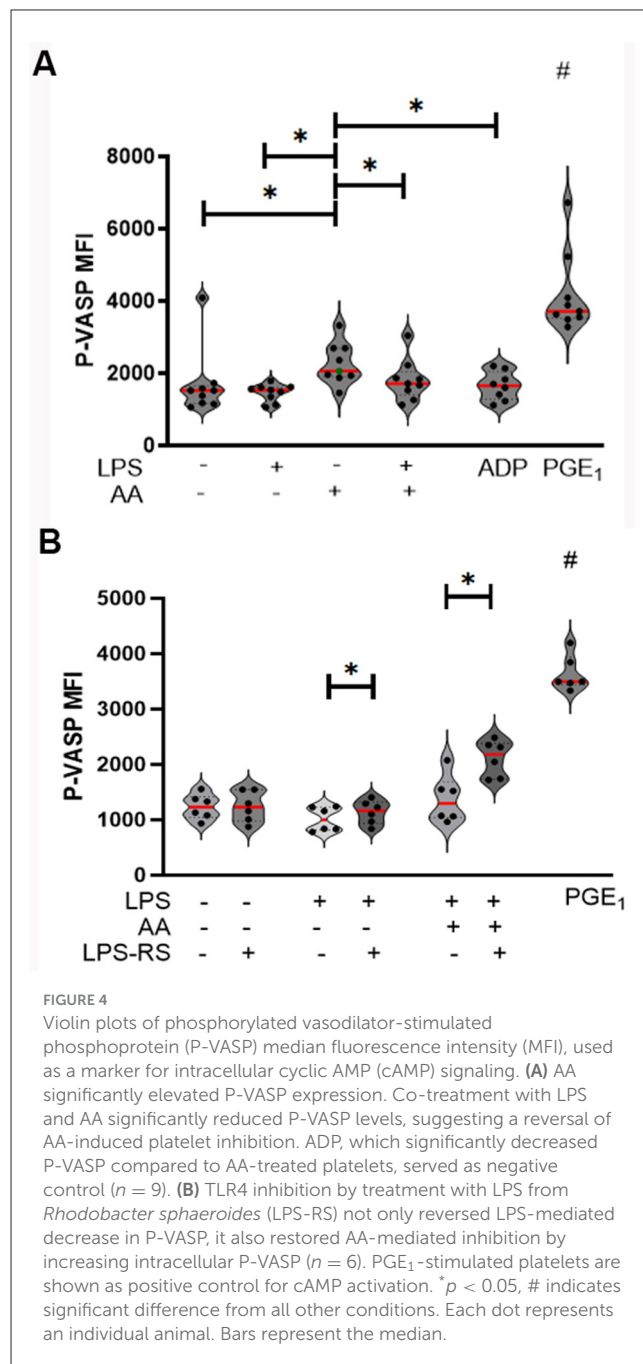 A
#
*
*
*
*
8000
6000
4000
2000
0
P-VASP MFI
LPS - + - + ADP PGE₁
AA - - + +
B
#
*
*
5000
4000
3000
2000
1000
0
P-VASP MFI
LPS - - + + + + PGE₁
AA - - - - + +
LPS-RS - + - + - +
FIGURE 4
Violin plots of phosphorylated vasodilator-stimulated
phosphoprotein (P-VASP) median fluorescence intensity (MFI), used
as a marker for intracellular cyclic AMP (cAMP) signaling. (A) AA
significantly elevated P-VASP expression. Co-treatment with LPS
and AA significantly reduced P-VASP levels, suggesting a reversal of
AA-induced platelet inhibition. ADP, which significantly decreased
P-VASP compared to AA-treated platelets, served as negative
control (n = 9). (B) TLR4 inhibition by treatment with LPS from
Rhodobacter sphaeroides (LPS-RS) not only reversed LPS-mediated
decrease in P-VASP, it also restored AA-mediated inhibition by
increasing intracellular P-VASP (n = 6). PGE₁-stimulated platelets are
shown as positive control for cAMP activation. *p < 0.05, # indicates
significant difference from all other conditions. Each dot represents
an individual animal. Bars represent the median.